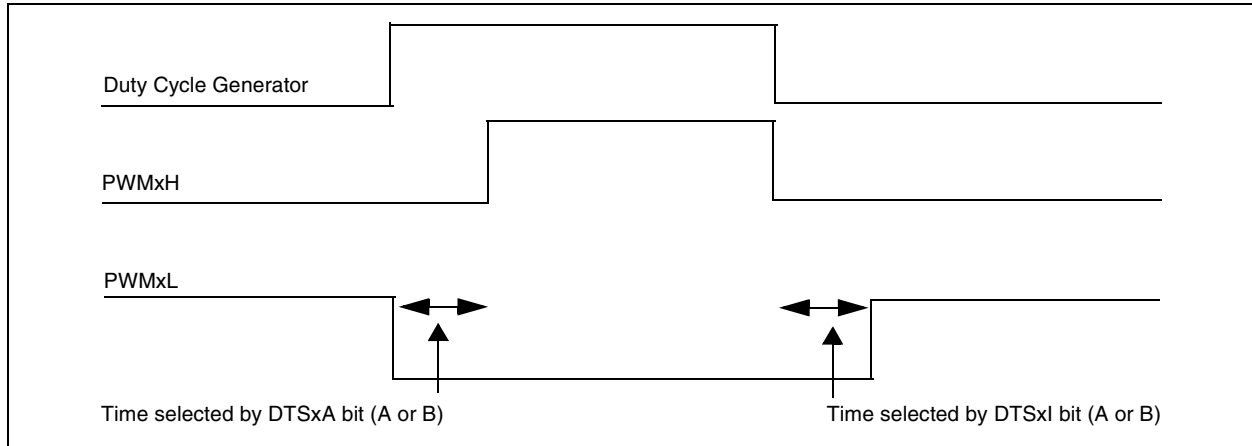 Duty Cycle Generator
PWMxH
PWMxL
Time selected by DTSxA bit (A or B)
Time selected by DTSxI bit (A or B)